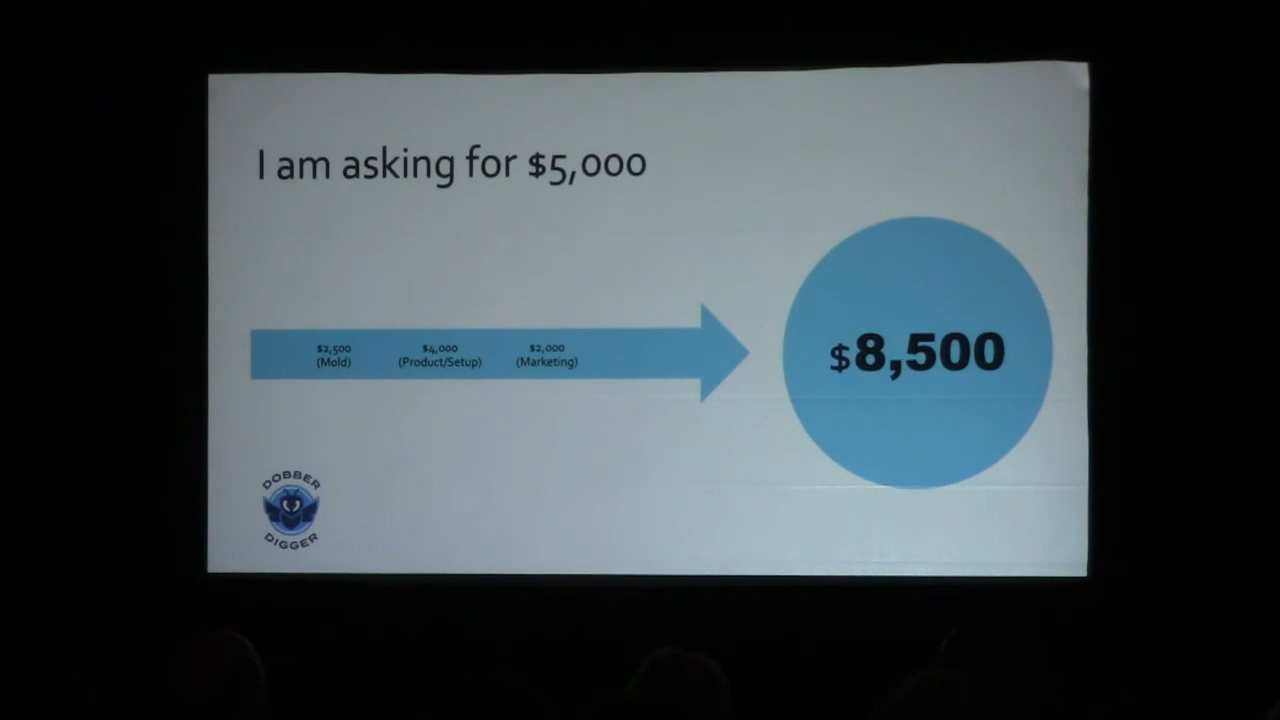 I am asking for $5,000
$2,500
(Mold)
$4,000
(Product/Setup)
$2,000
(Marketing)
$8,500
DOBBER
DIGGER